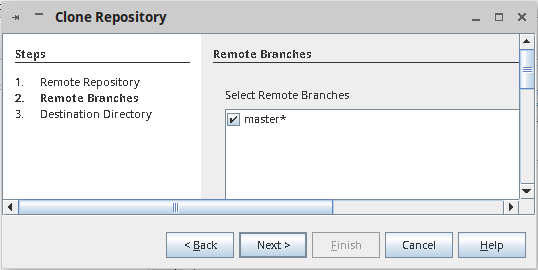 Clone Repository
Steps
1. Remote Repository
2. Remote Branches
3. Destination Directory
Remote Branches
Select Remote Branches
master*
< Back
Next >
Finish
Cancel
Help